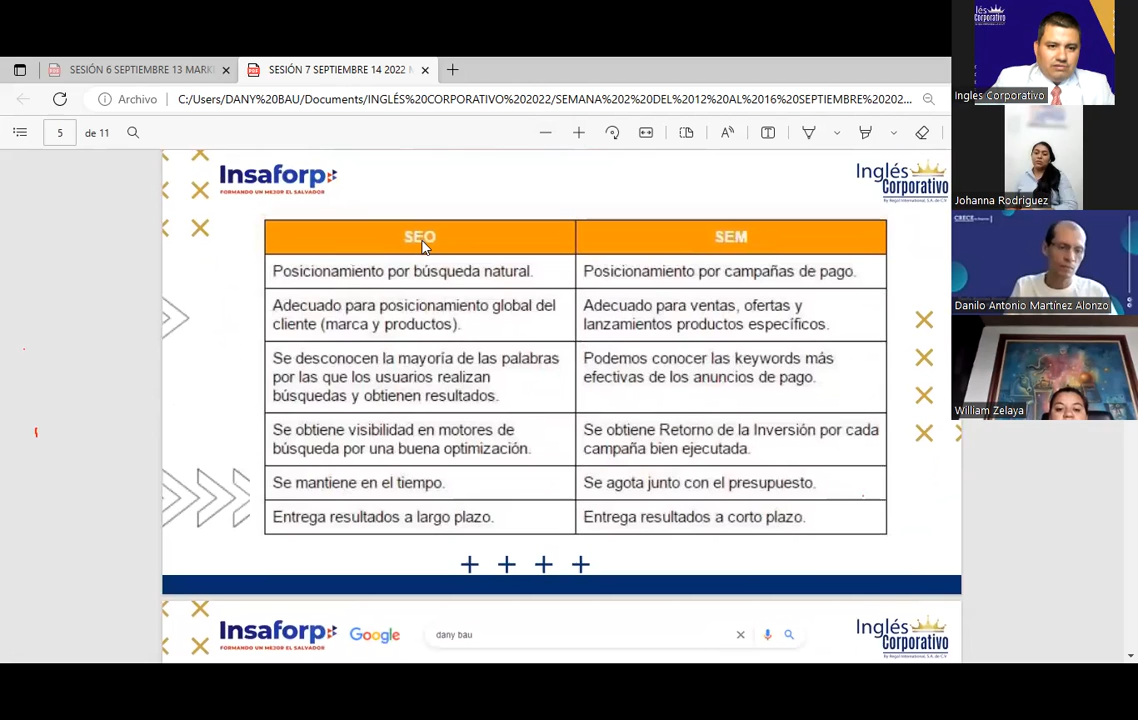 SESIÓN 6 SEPTIEMBRE 13 MARK
SESIÓN 7 SEPTIEMBRE 14 2022 M
Archivo
C:/Users/DANY%20BAU/Documents/INGLÉS%20CORPORATIVO%202022/SEMANA%202%20DEL%2012%20AL%2016%20SEPTIEMBRE%20202...
5 de 11
Insaforp
FORMANDO UN MEJOR EL SALVADOR
Inglés
Corporativo
SEO
SEM
Posicionamiento por búsqueda natural.
Posicionamiento por campañas de pago.
Adecuado para posicionamiento global del
cliente (marca y productos).
Adecuado para ventas, ofertas y
lanzamientos productos específicos.
Se desconocen la mayoría de las palabras
por las que los usuarios realizan
búsquedas y obtienen resultados.
Podemos conocer las keywords más
efectivas de los anuncios de pago.
Se obtiene visibilidad en motores de
búsqueda por una buena optimización.
Se obtiene Retorno de la Inversión por cada
campaña bien ejecutada.
Se mantiene en el tiempo.
Se agota junto con el presupuesto.
Entrega resultados a largo plazo.
Entrega resultados a corto plazo.
Insaforp
FORMANDO UN MEJOR EL SALVADOR
Google
dany bau
Inglés
Corporativo
lés
Corporativo
Ingles Corporativo
Johanna Rodriguez
CRECE
Danilo Antonio Martínez Alonzo
William Zelaya